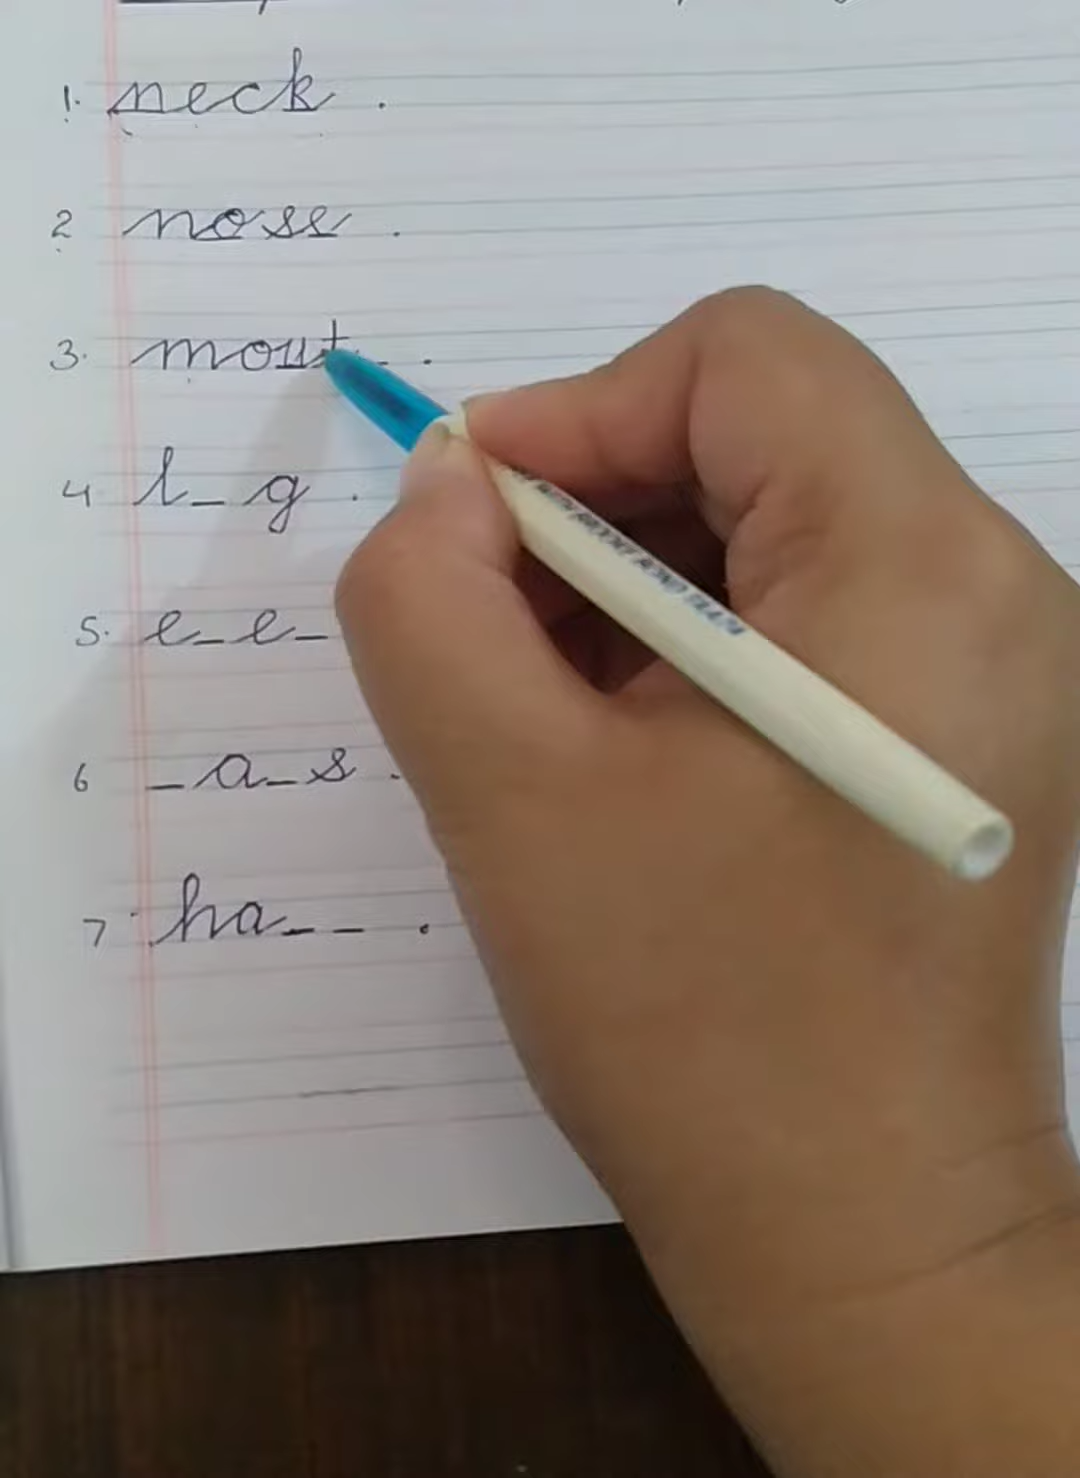 1. neck .
2 nose .
3. mout_ .
4 l_g .
5. e_e_
6 _a_s .
7 ha_ _ .